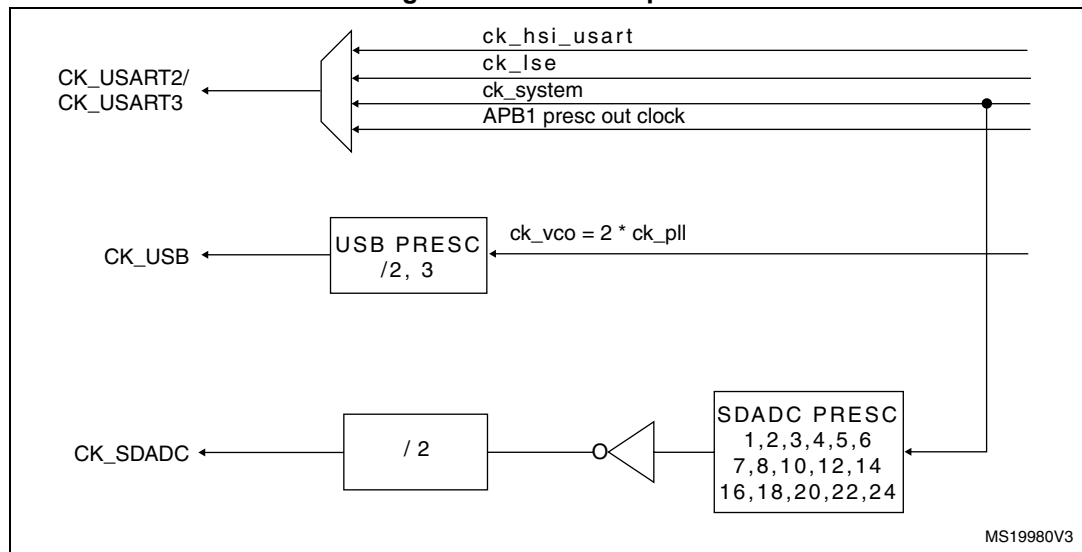 CK_USART2/
CK_USART3
ck_hsi_usart
ck_lse
ck_system
APB1 presc out clock
CK_USB
USB PRESC
/2, 3
ck_vco = 2 * ck_pll
CK_SDADC
/ 2
SDADC PRESC
1,2,3,4,5,6
7,8,10,12,14
16,18,20,22,24
MS19980V3